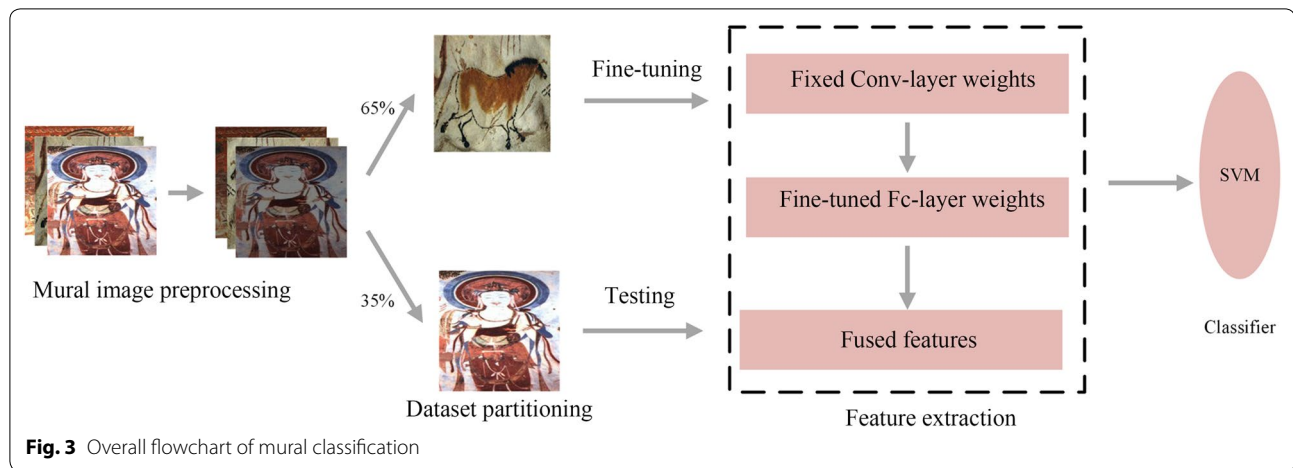 Mural image preprocessing
65%
35%
Dataset partitioning
Fine-tuning
Testing
Fixed Conv-layer weights
Fine-tuned Fc-layer weights
Fused features
Feature extraction
SVM
Classifier
Fig. 3 Overall flowchart of mural classification